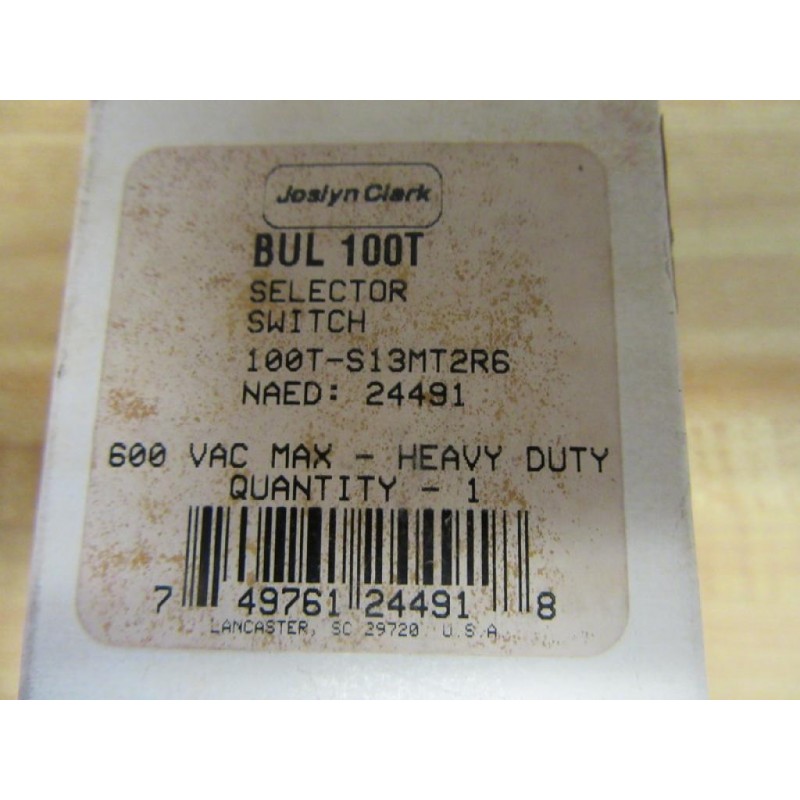 Joslyn Clark
BUL 100T
SELECTOR
SWITCH
100T-S13MT2R6
NAED: 24491
600 VAC MAX - HEAVY DUTY
QUANTITY - 1
7 49761 24491 8
LANCASTER, SC 29720 U.S.A.